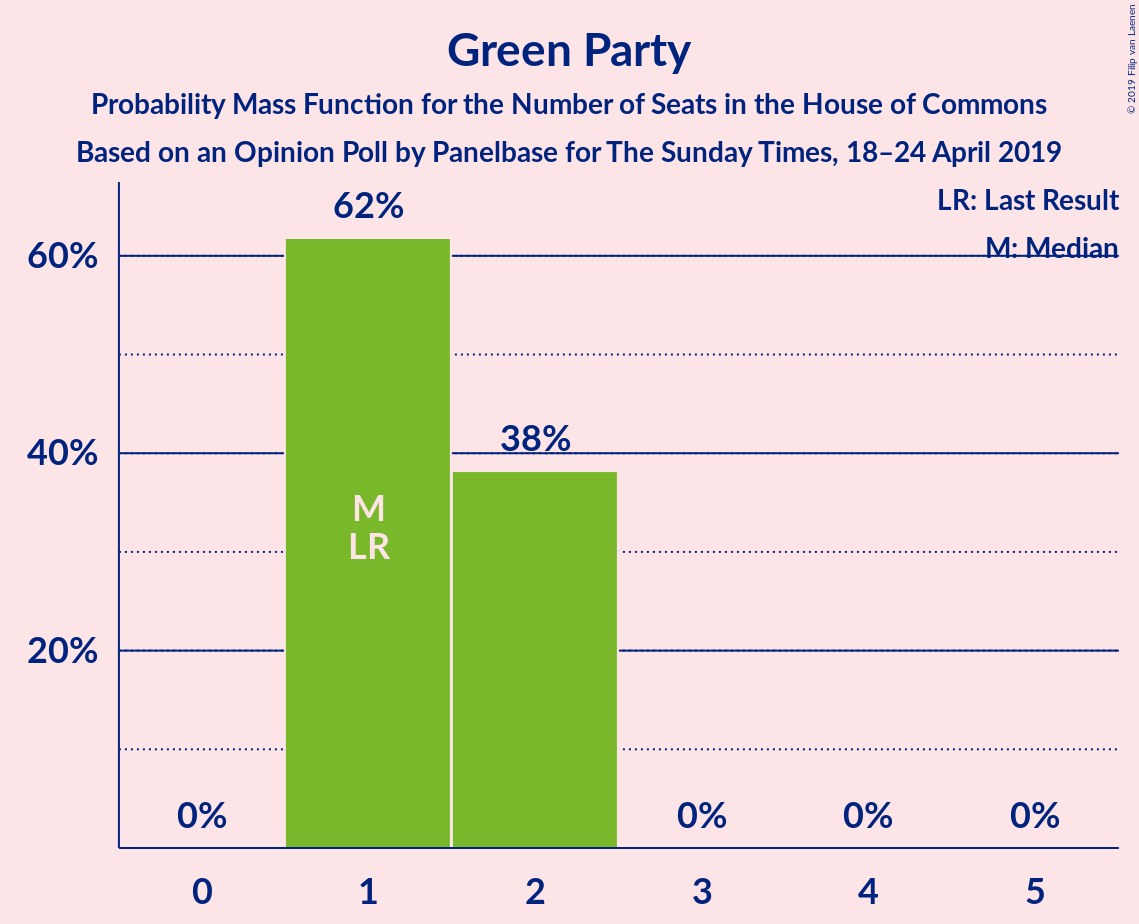 Green Party
Probability Mass Function for the Number of Seats in the House of Commons
Based on an Opinion Poll by Panelbase for The Sunday Times, 18–24 April 2019
© 2019 Filip van Laenen
LR: Last Result
M: Median
62%
60%
38%
40%
M
LR
20%
0%
0%
0%
0%
0
1
2
3
4
5